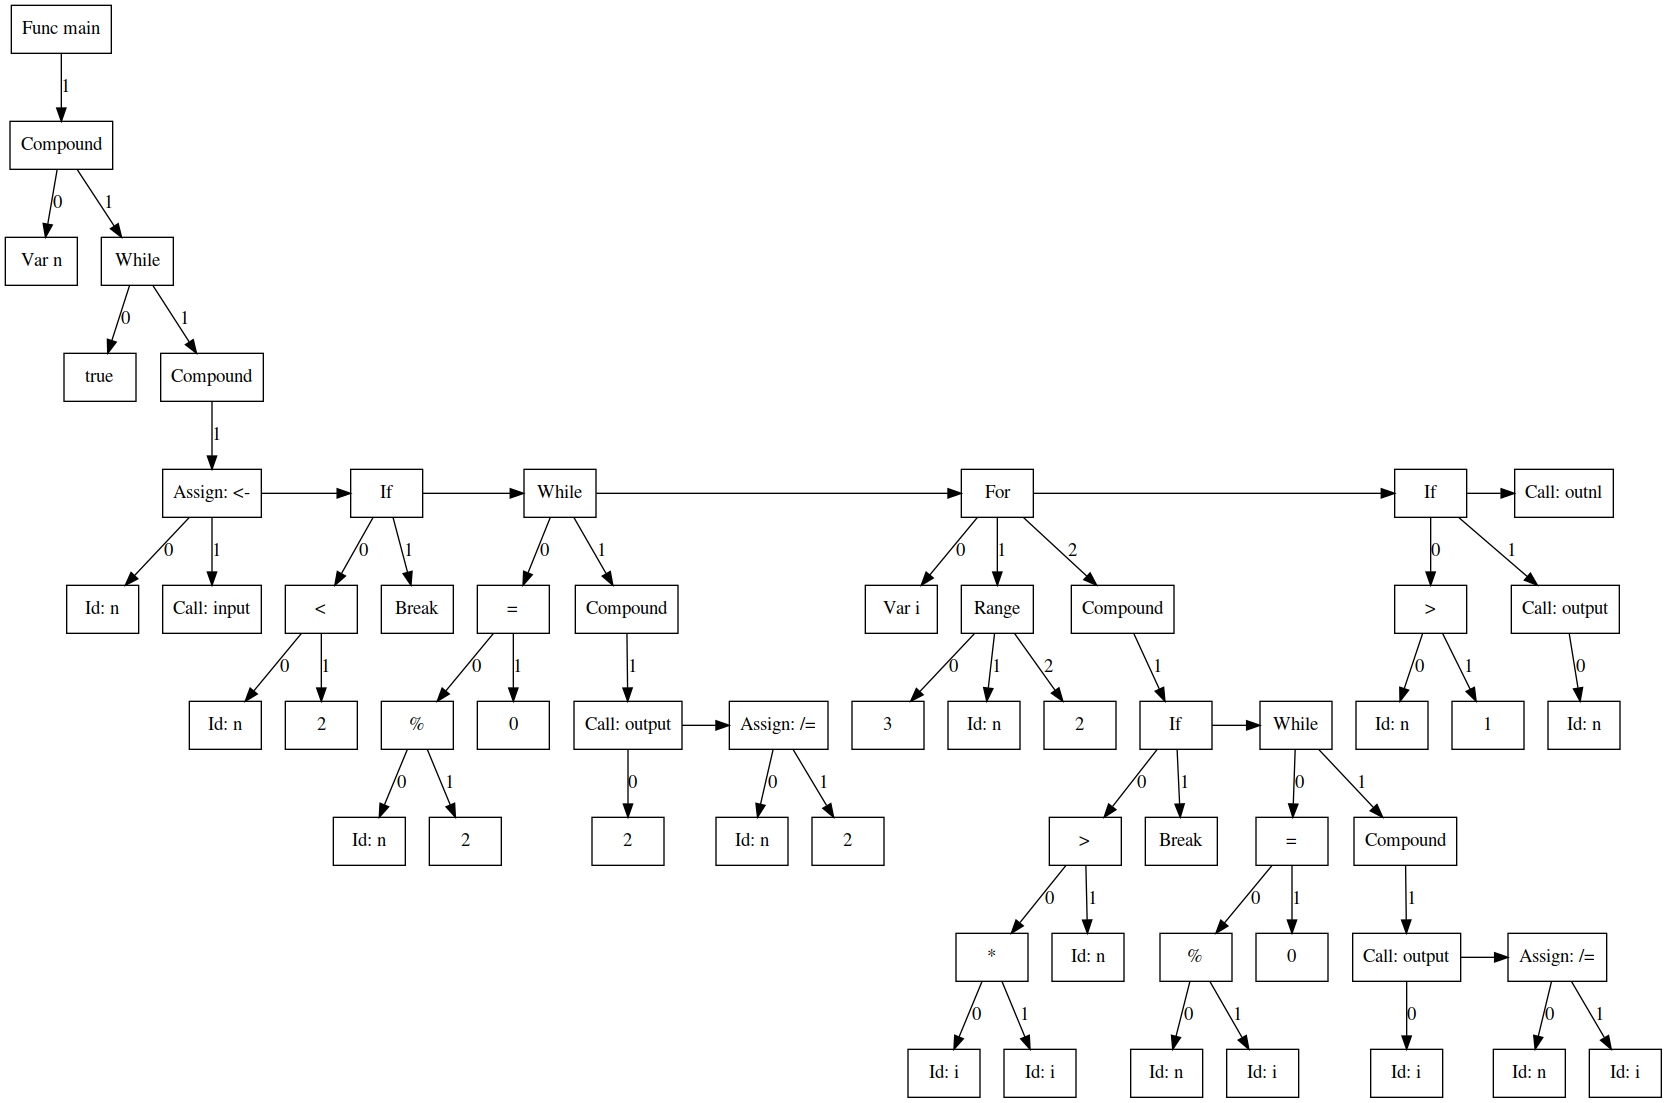 Func main
1
Compound
0 1
Var n While
0 1
true Compound
1
Assign: <- If While For If Call: outnl
0 1 0 1 0 1 0 1 2 0 1
Id: n Call: input < Break = Compound Var i Range Compound > Call: output
0 1 0 1 1 0 1 2 1 0 1 0
Id: n 2 % 0 Call: output Assign: /= 3 Id: n 2 If While Id: n 1 Id: n
0 1 0 0 1 0 1 0 1
Id: n 2 2 Id: n 2 > Break = Compound
0 1 0 1 1
* Id: n % 0 Call: output Assign: /=
0 1 0 1 0 0 1
Id: i Id: i Id: n Id: i Id: i Id: n Id: i